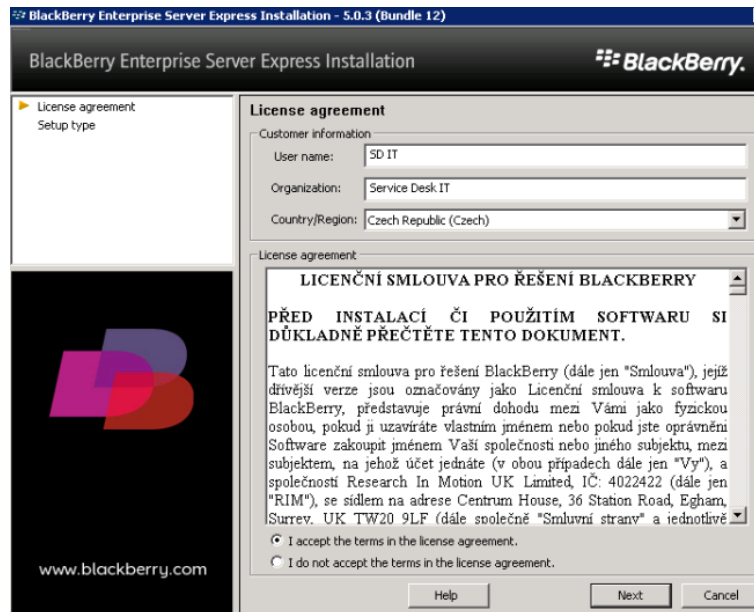 BlackBerry Enterprise Server Express Installation - 5.0.3 (Bundle 12)
BlackBerry Enterprise Server Express Installation
BlackBerry.
License agreement
Setup type
License agreement
Customer information
User name:
SD IT
Organization:
Service Desk IT
Country/Region:
Czech Republic (Czech)
License agreement
LICENČNÍ SMLOUVA PRO ŘEŠENÍ BLACKBERRY
PŘED INSTALACÍ ČI POUŽITÍM SOFTWARU SI
DŮKLADNĚ PŘEČTĚTE TENTO DOKUMENT.
Tato licenční smlouva pro řešení BlackBerry (dále jen "Smlouva"), jejíž
dřívější verze jsou označovány jako Licenční smlouva k softwaru
BlackBerry, představuje právní dohodu mezi Vámi jako fyzickou
osobou, pokud ji uzavíráte vlastním jménem nebo pokud jste oprávněni
Software zakoupit jménem Vaší společnosti nebo jiného subjektu, mezi
subjektem, na jehož účet jednáte (v obou případech dále jen "Vy"), a
společností Research In Motion UK Limited, IČ: 4022422 (dále jen
"RIM"), se sídlem na adrese Centrum House, 36 Station Road, Egham,
Surrey, UK TW20 9LF (dále společně "Smluvní strany" a jednotlivě
I accept the terms in the license agreement.
I do not accept the terms in the license agreement.
www.blackberry.com
Help
Next
Cancel